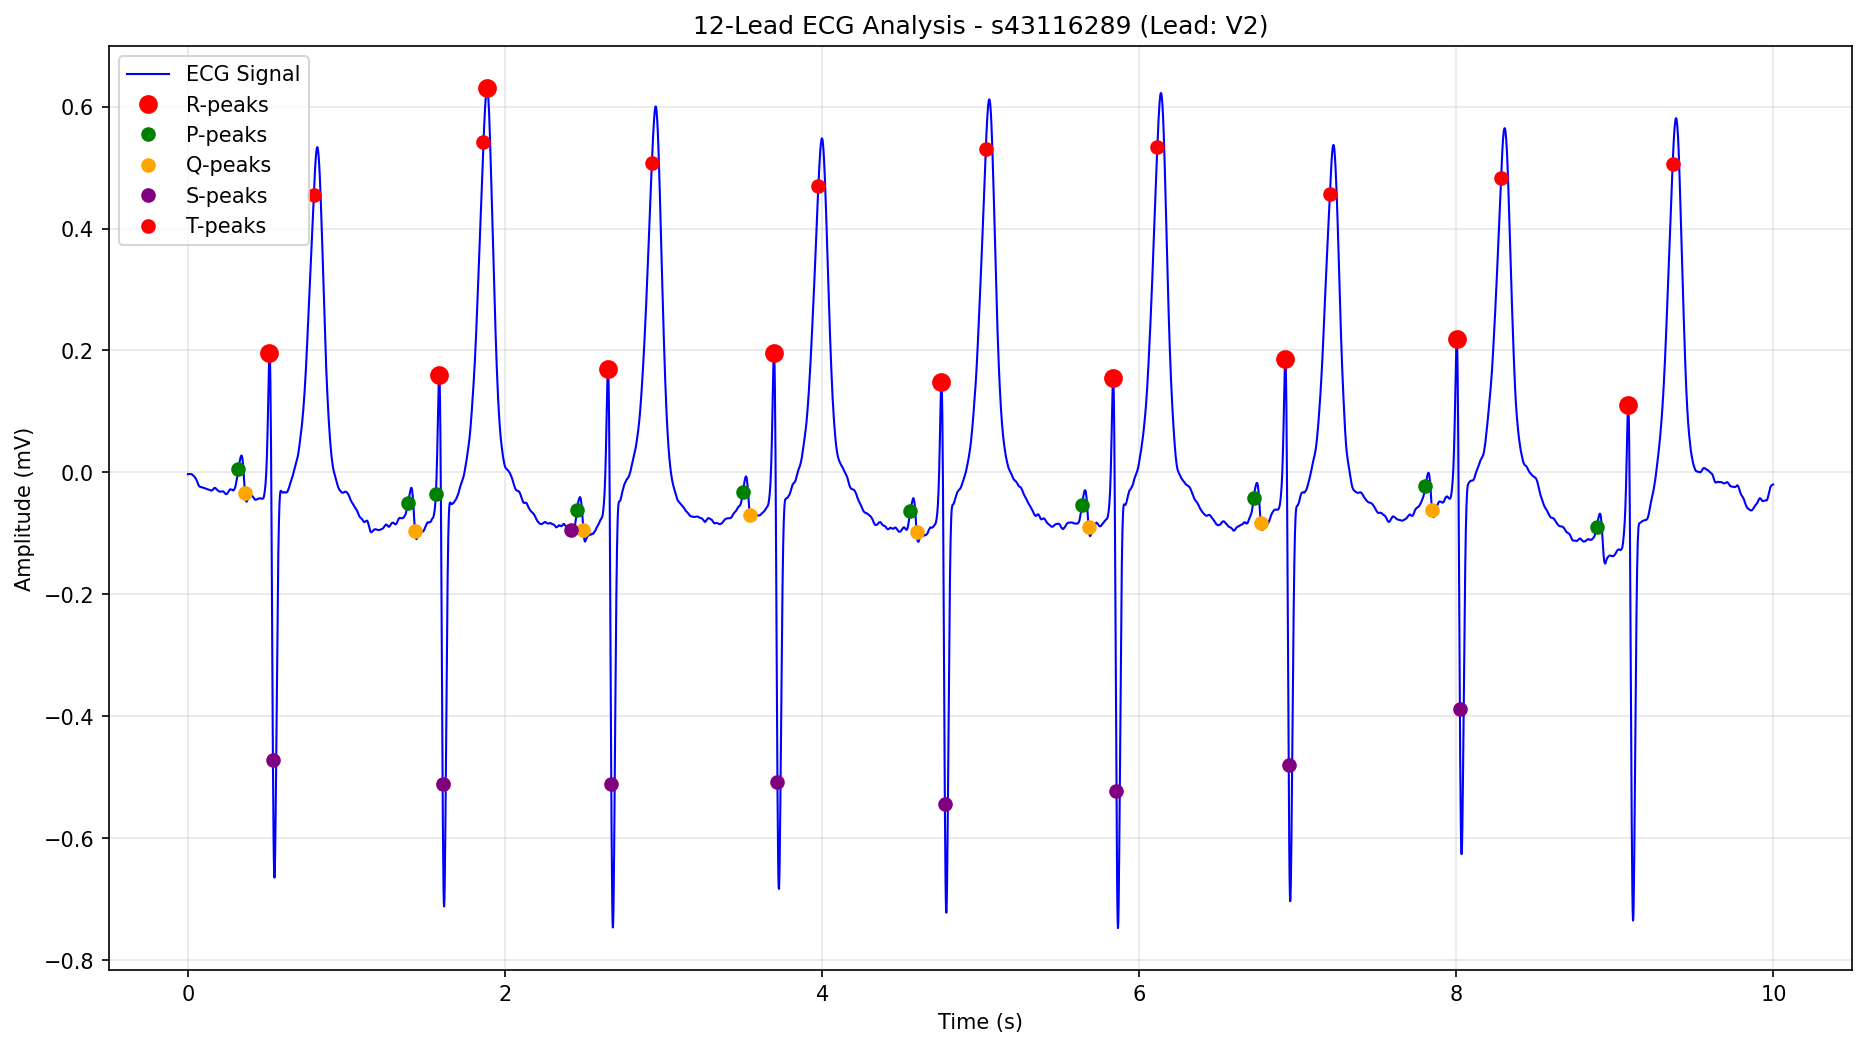 12-Lead ECG Analysis - s43116289 (Lead: V2)
ECG Signal
R-peaks
P-peaks
Q-peaks
S-peaks
T-peaks
Amplitude (mV)
0.6
0.4
0.2
0.0
−0.2
−0.4
−0.6
−0.8
0 2 4 6 8 10
Time (s)